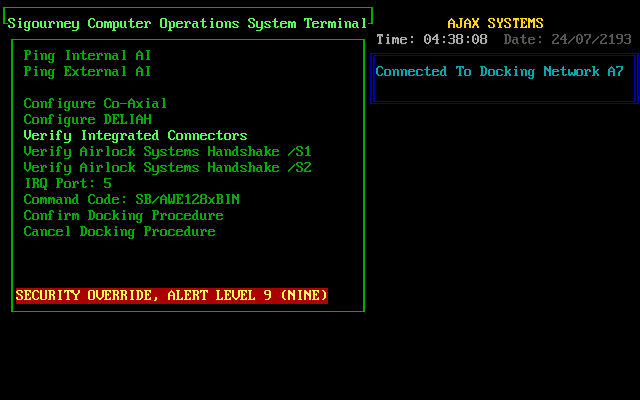 Sigourney Computer Operations System Terminal
AJAX SYSTEMS
Time: 04:38:08 Date: 24/07/2193
Ping Internal AI
Ping External AI
Connected To Docking Network A7
Configure Co-Axial
Configure DELIAH
Verify Integrated Connectors
Verify Airlock Systems Handshake /S1
Verify Airlock Systems Handshake /S2
IRQ Port: 5
Command Code: SB/AWE128xBIN
Confirm Docking Procedure
Cancel Docking Procedure
SECURITY OVERRIDE, ALERT LEVEL 9 (NINE)